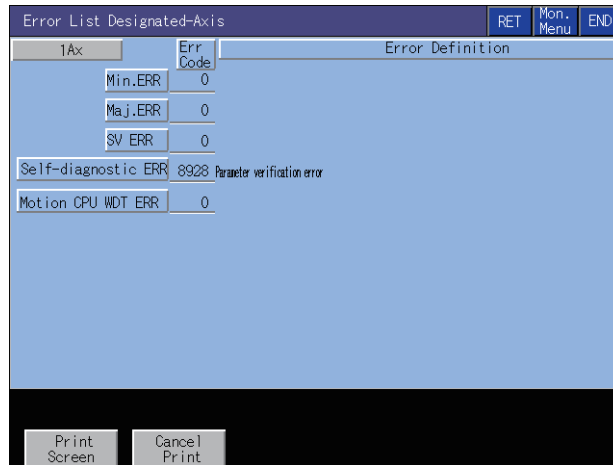 Error List Designated-Axis RET Mon. Menu END
1Ax Err Code Error Definition
Min.ERR 0
Maj.ERR 0
SV ERR 0
Self-diagnostic ERR 8928 Parameter verification error
Motion CPU WDT ERR 0
Print Screen Cancel Print